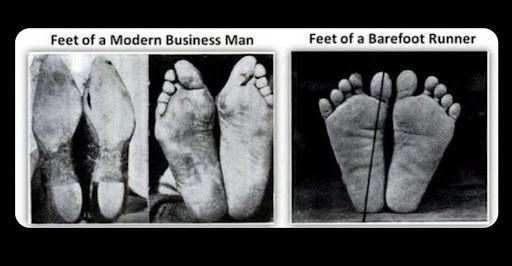 Feet of a Modern Business Man
Feet of a Barefoot Runner